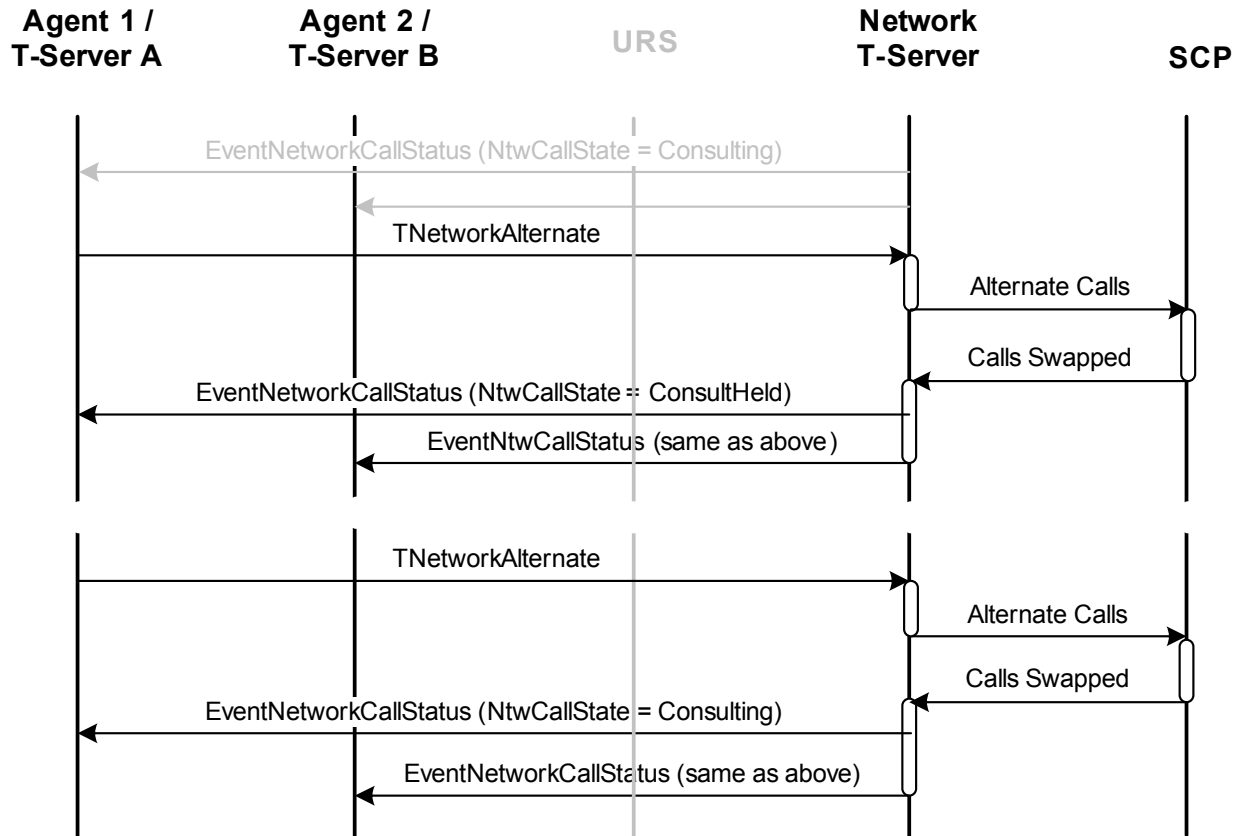 Agent 1 /
T-Server A
Agent 2 /
T-Server B
URS
Network
T-Server
SCP
EventNetworkCallStatus (NtwCallState = Consulting)
TNetworkAlternate
Alternate Calls
Calls Swapped
EventNetworkCallStatus (NtwCallState = ConsultHeld)
EventNtwCallStatus (same as above)
TNetworkAlternate
Alternate Calls
Calls Swapped
EventNetworkCallStatus (NtwCallState = Consulting)
EventNetworkCallStatus (same as above)